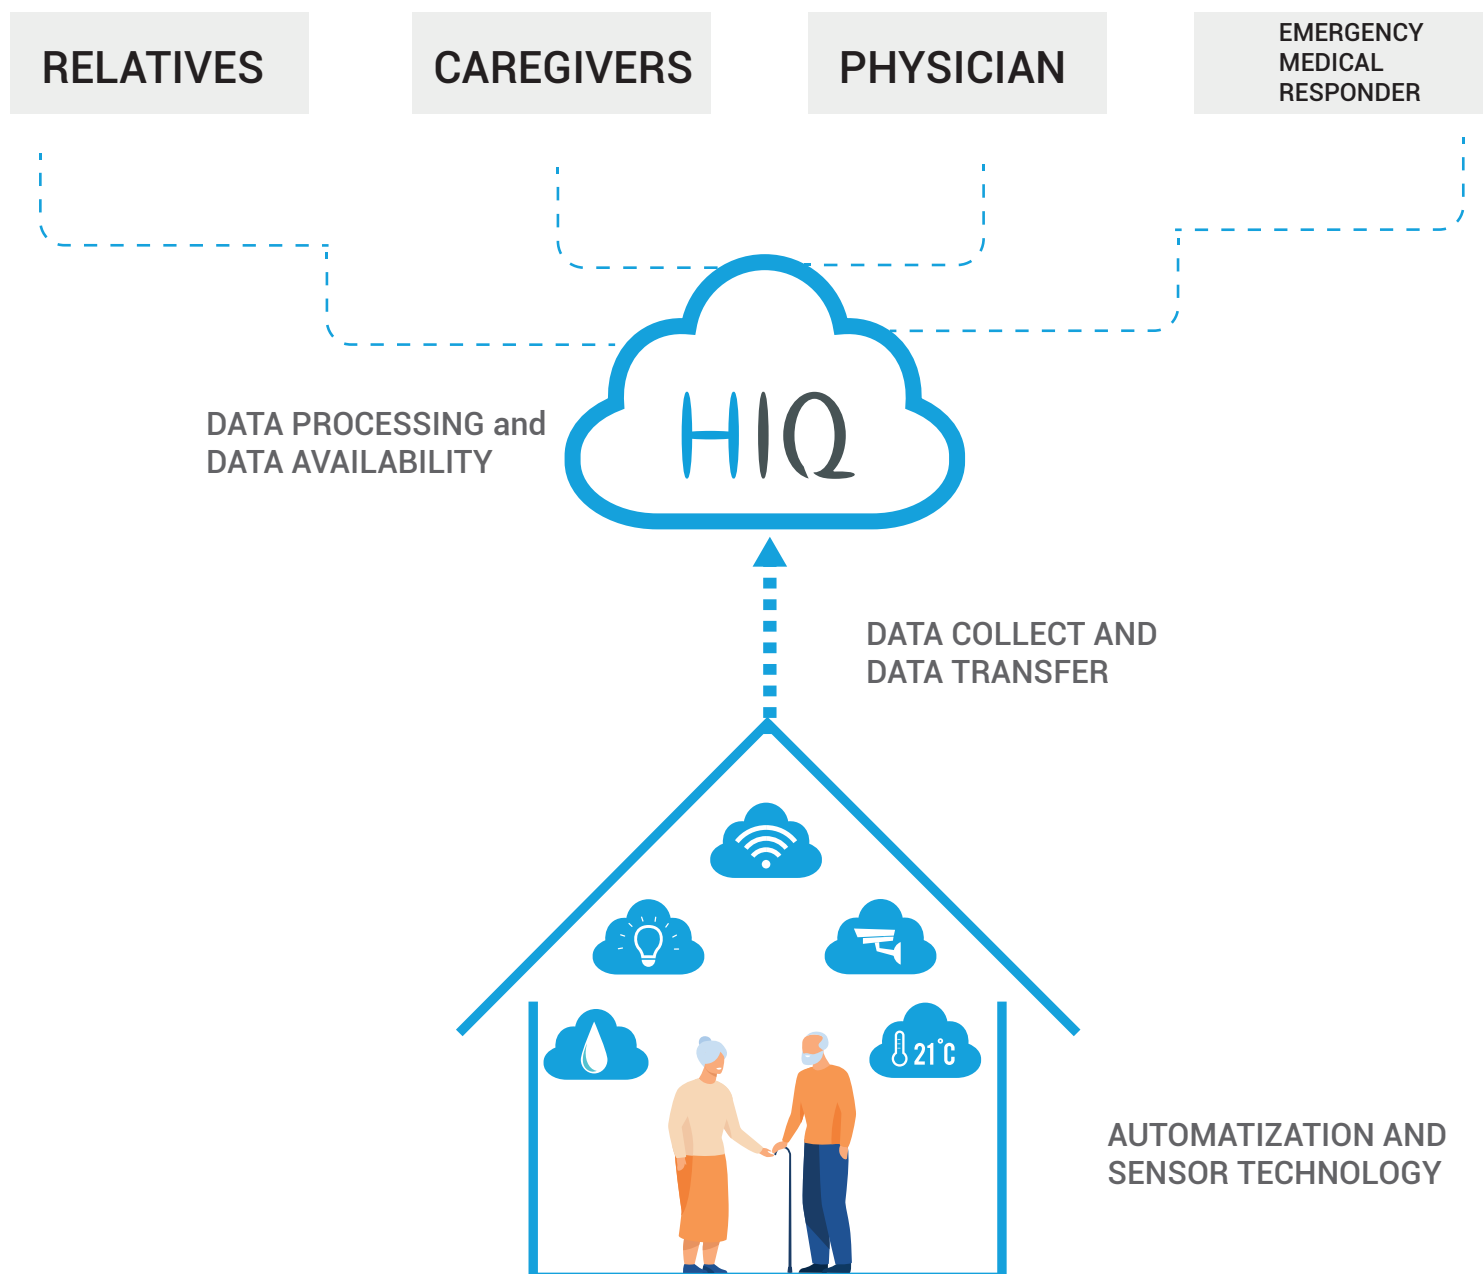 RELATIVES
CAREGIVERS
PHYSICIAN
EMERGENCY
MEDICAL
RESPONDER
DATA PROCESSING and
DATA AVAILABILITY
HIQ
DATA COLLECT AND
DATA TRANSFER
21°C
AUTOMATIZATION AND
SENSOR TECHNOLOGY